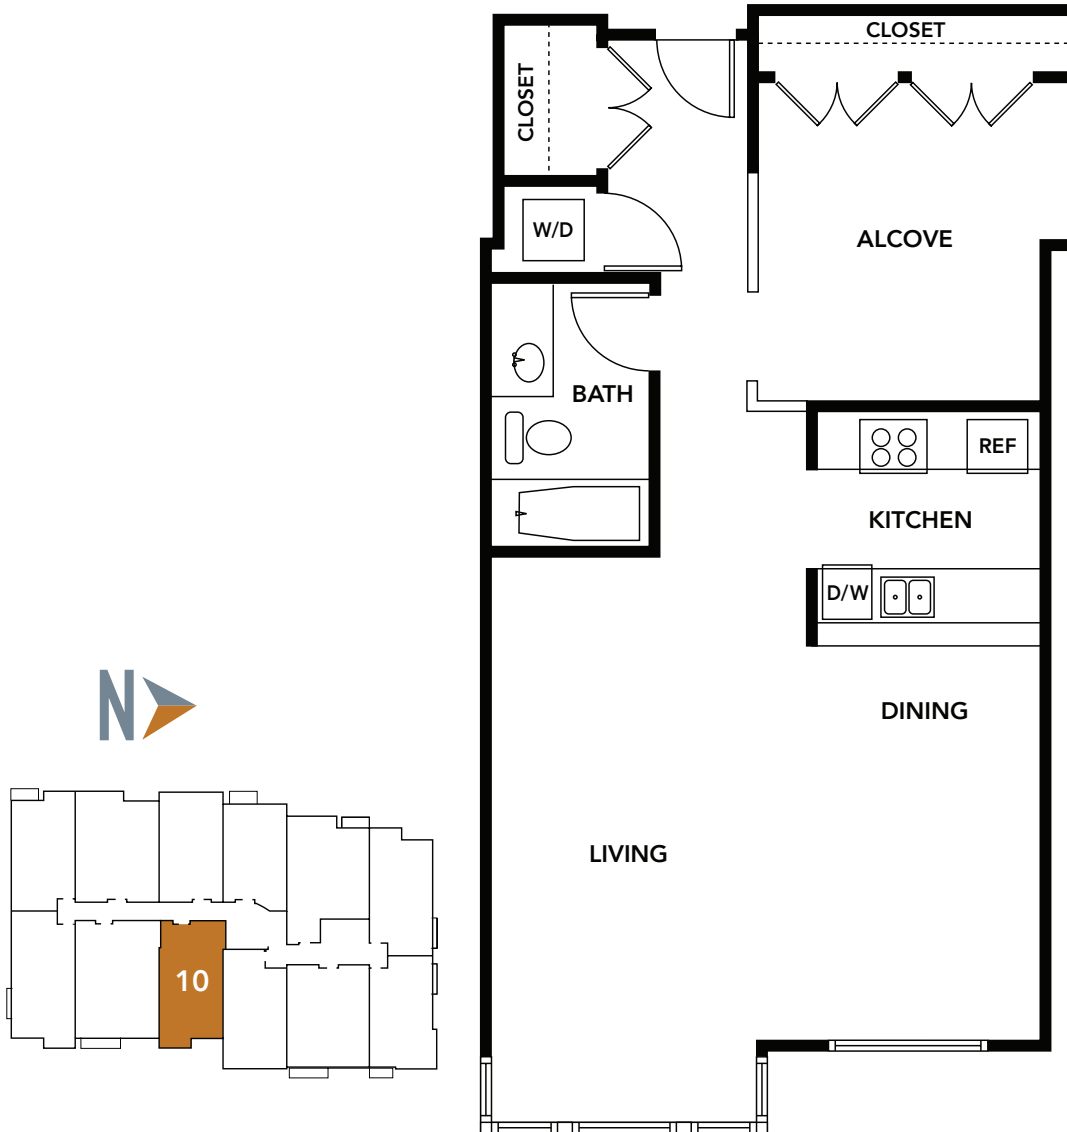 CLOSET
CLOSET
W/D
ALCOVE
BATH
REF
KITCHEN
D/W
N
DINING
LIVING
10